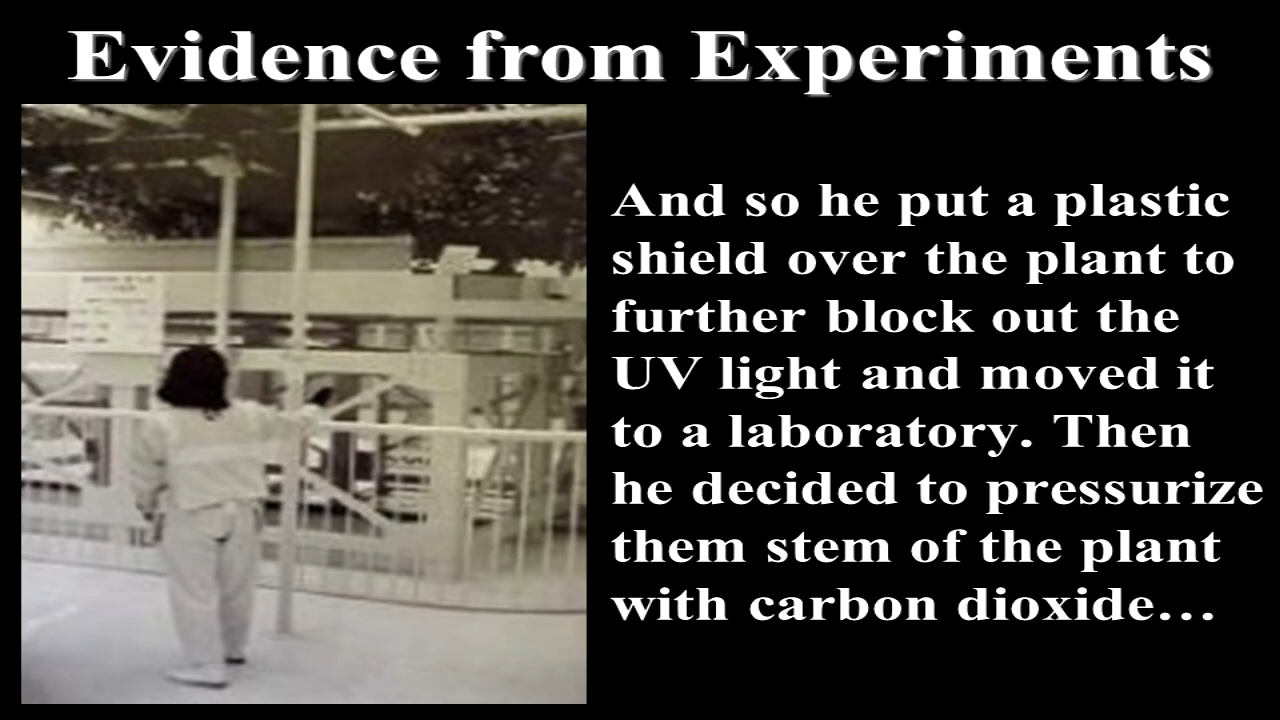 Evidence from Experiments
And so he put a plastic
shield over the plant to
further block out the
UV light and moved it
to a laboratory. Then
he decided to pressurize
them stem of the plant
with carbon dioxide…